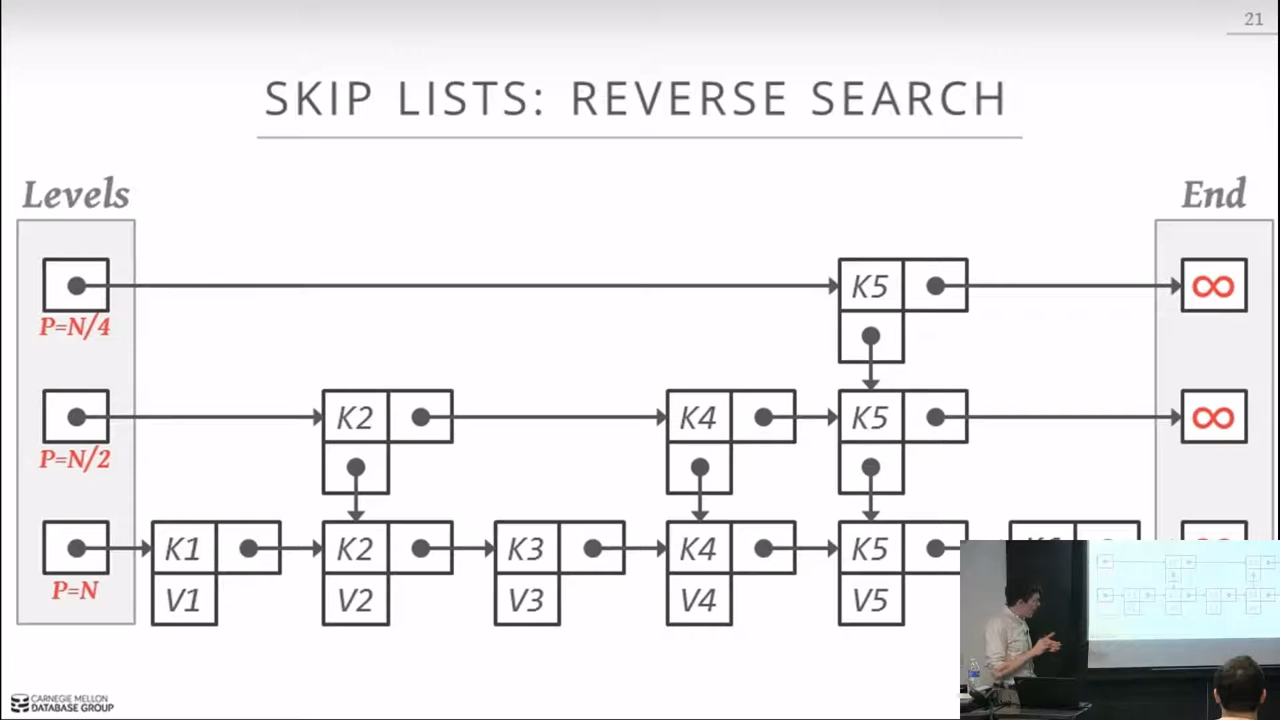 21
SKIP LISTS: REVERSE SEARCH
Levels
End
K5
∞
P=N/4
K2
K4
K5
∞
P=N/2
K1
K2
K3
K4
K5
P=N
V1
V2
V3
V4
V5
CARNEGIE MELLON
DATABASE GROUP